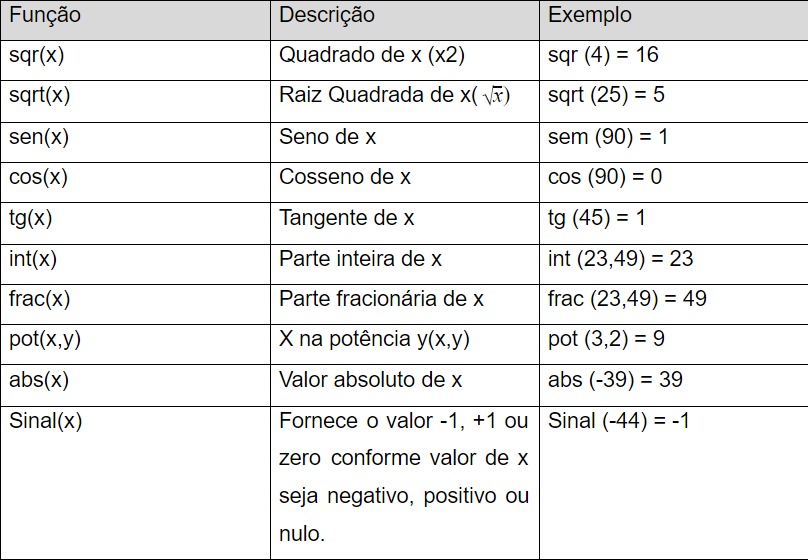 Função Descrição Exemplo
sqr(x) Quadrado de x (x2) sqr (4) = 16
sqrt(x) Raiz Quadrada de x( √x) sqrt (25) = 5
sen(x) Seno de x sem (90) = 1
cos(x) Cosseno de x cos (90) = 0
tg(x) Tangente de x tg (45) = 1
int(x) Parte inteira de x int (23,49) = 23
frac(x) Parte fracionária de x frac (23,49) = 49
pot(x,y) X na potência y(x,y) pot (3,2) = 9
abs(x) Valor absoluto de x abs (-39) = 39
Sinal(x) Fornece o valor -1, +1 ou Sinal (-44) = -1
zero conforme valor de x
seja negativo, positivo ou
nulo.